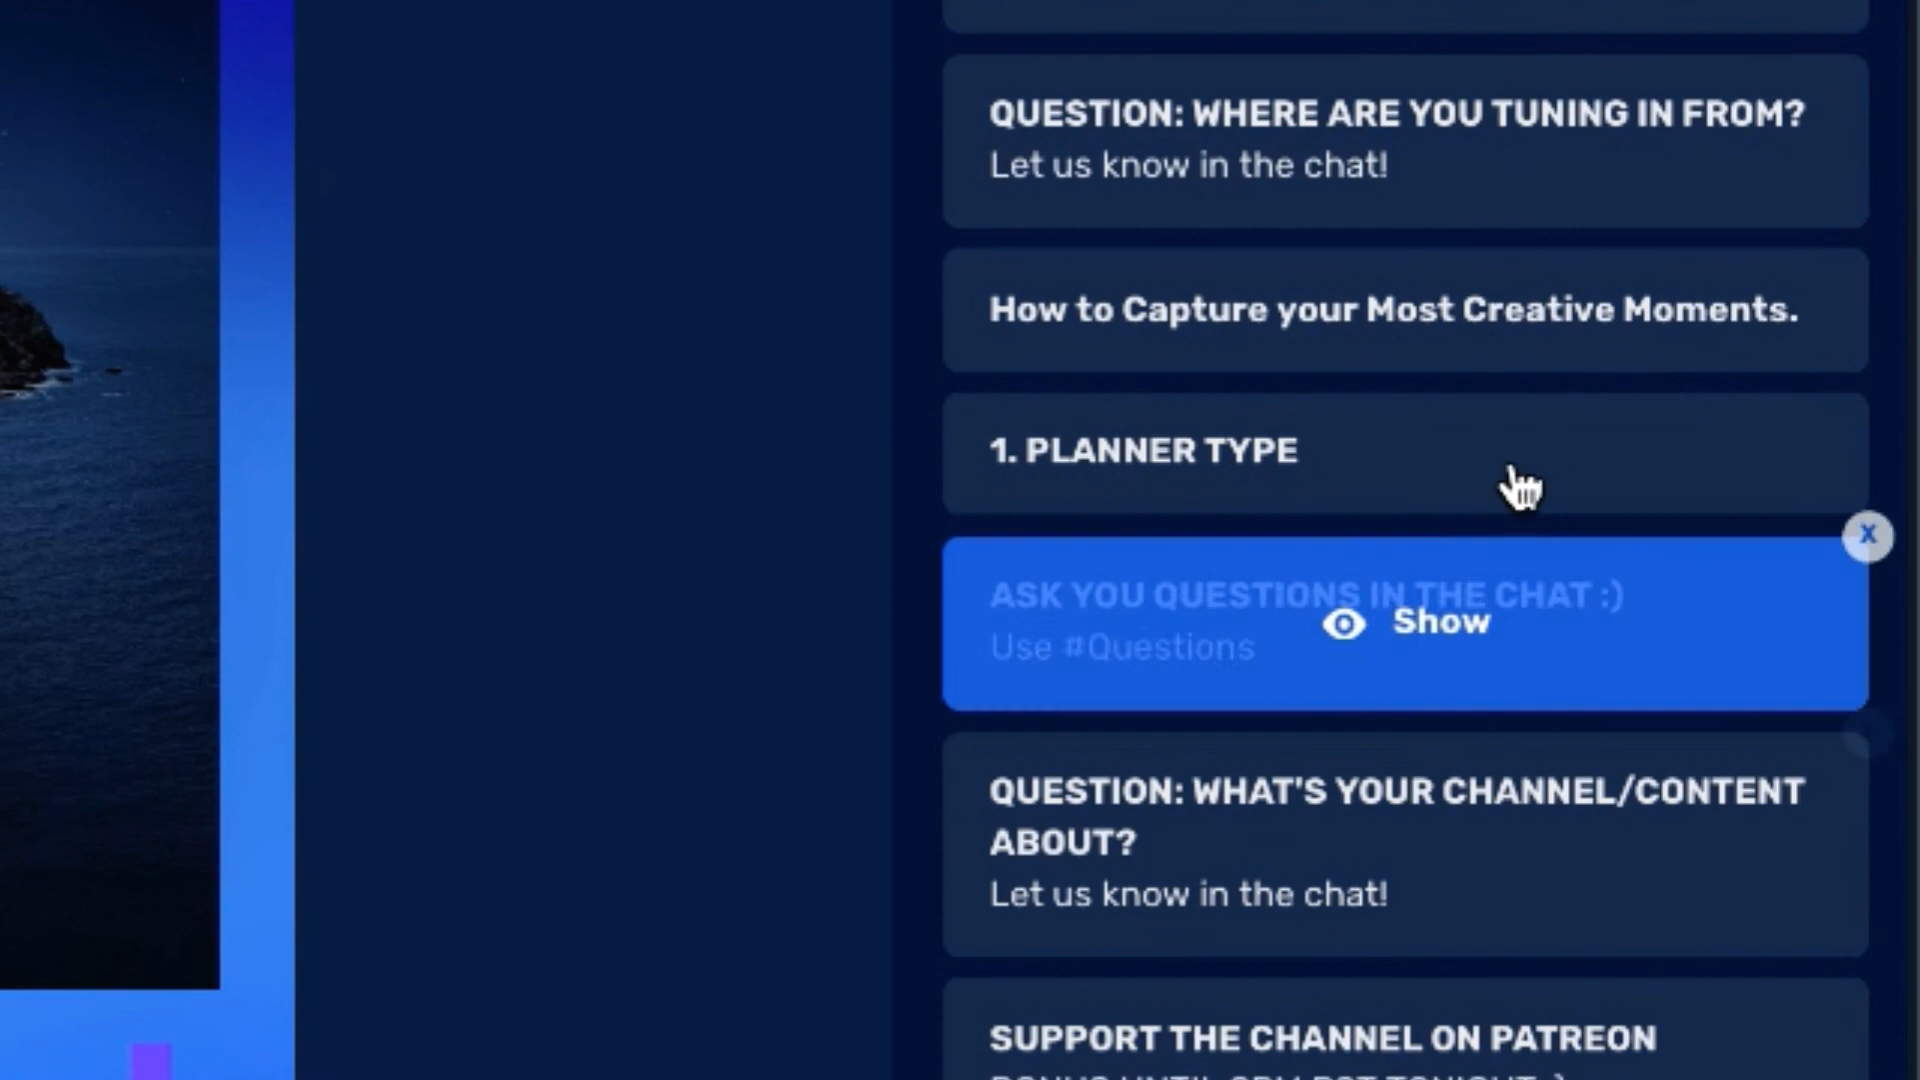 QUESTION: WHERE ARE YOU TUNING IN FROM?
Let us know in the chat!
How to Capture your Most Creative Moments.
1. PLANNER TYPE
X
ASK YOU QUESTIONS IN THE CHAT :)
Show
Use #Questions
QUESTION: WHAT'S YOUR CHANNEL/CONTENT
ABOUT?
Let us know in the chat!
SUPPORT THE CHANNEL ON PATREON